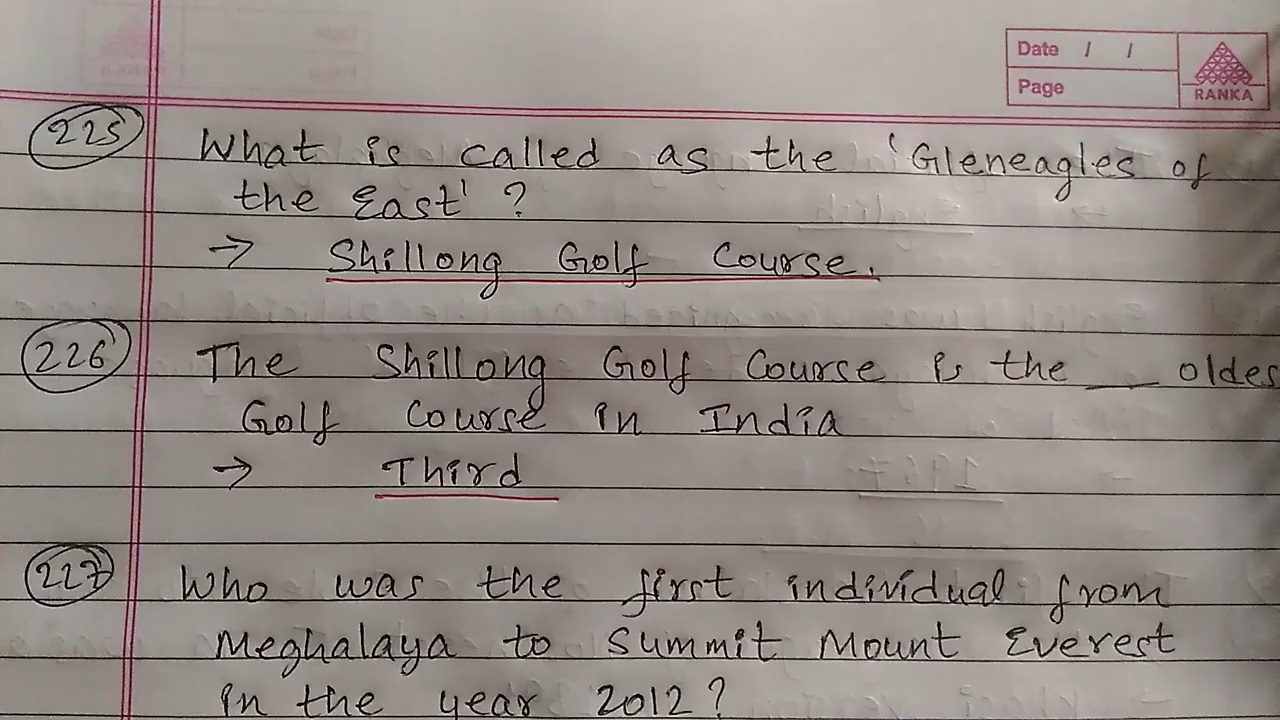 Date / /
Page
RANKA
225 What is called as the 'Gleneagles of
the East' ?
→ Shillong Golf Course.
226 The Shillong Golf Course is the __ oldes
Golf Course in India
→ Third
227 Who was the first individual from
Meghalaya to Summit Mount Everest
in the year 2012?